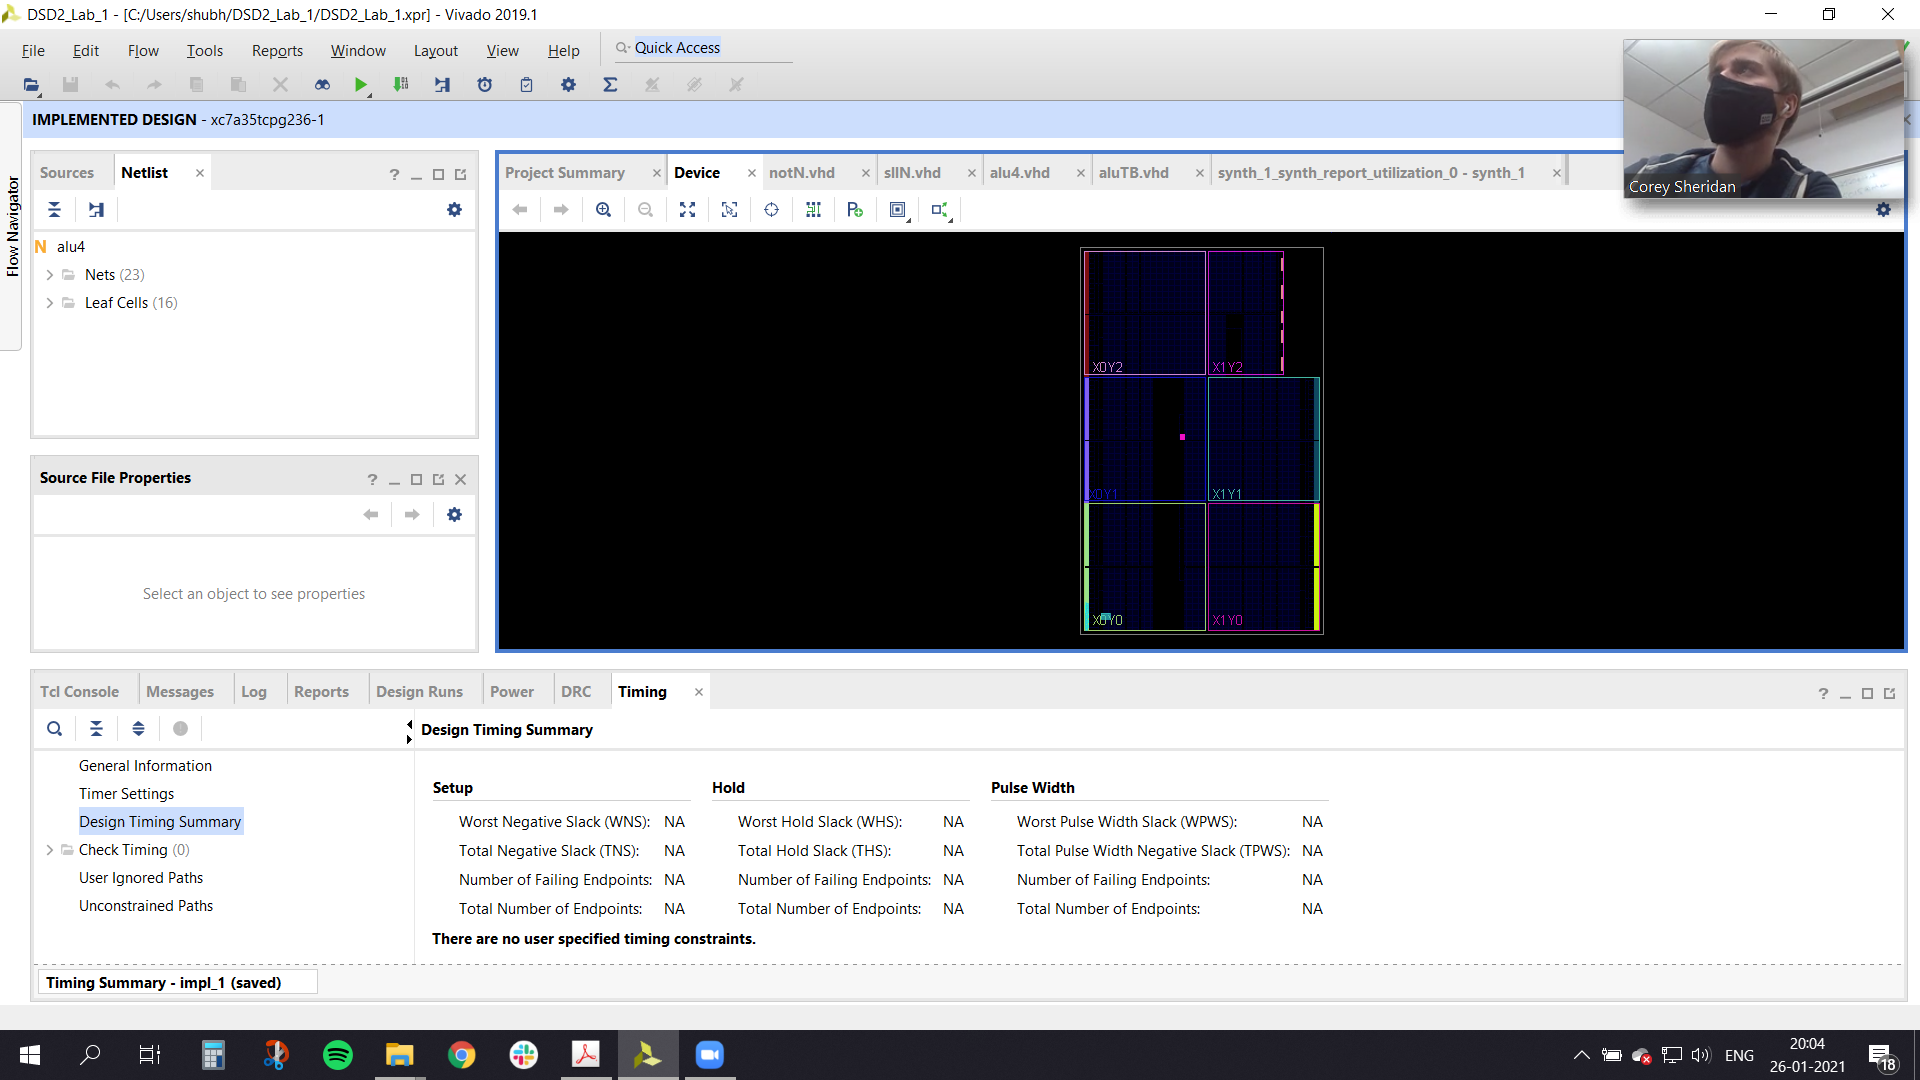 DSD2_Lab_1 - [C:/Users/shubh/DSD2_Lab_1/DSD2_Lab_1.xpr] - Vivado 2019.1
File Edit Flow Tools Reports Window Layout View Help Quick Access
IMPLEMENTED DESIGN - xc7a35tcpg236-1
Corey Sheridan
Flow Navigator
Sources Netlist
Project Summary Device notN.vhd sllN.vhd alu4.vhd aluTB.vhd synth_1_synth_report_utilization_0 - synth_1
N alu4
Nets (23)
Leaf Cells (16)
X0Y2 X1Y2
X0Y1 X1Y1
X0Y0 X1Y0
Source File Properties
Select an object to see properties
Tcl Console Messages Log Reports Design Runs Power DRC Timing
Design Timing Summary
General Information
Timer Settings
Design Timing Summary
Check Timing (0)
User Ignored Paths
Unconstrained Paths
Setup Hold Pulse Width
Worst Negative Slack (WNS): NA Worst Hold Slack (WHS): NA Worst Pulse Width Slack (WPWS): NA
Total Negative Slack (TNS): NA Total Hold Slack (THS): NA Total Pulse Width Negative Slack (TPWS): NA
Number of Failing Endpoints: NA Number of Failing Endpoints: NA Number of Failing Endpoints: NA
Total Number of Endpoints: NA Total Number of Endpoints: NA Total Number of Endpoints: NA
There are no user specified timing constraints.
Timing Summary - impl_1 (saved)
ENG
20:04
26-01-2021
18